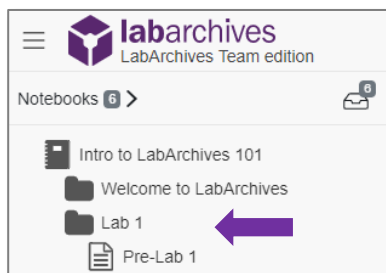 labarchives
LabArchives Team edition
Notebooks 6
6
Intro to LabArchives 101
Welcome to LabArchives
Lab 1
Pre-Lab 1